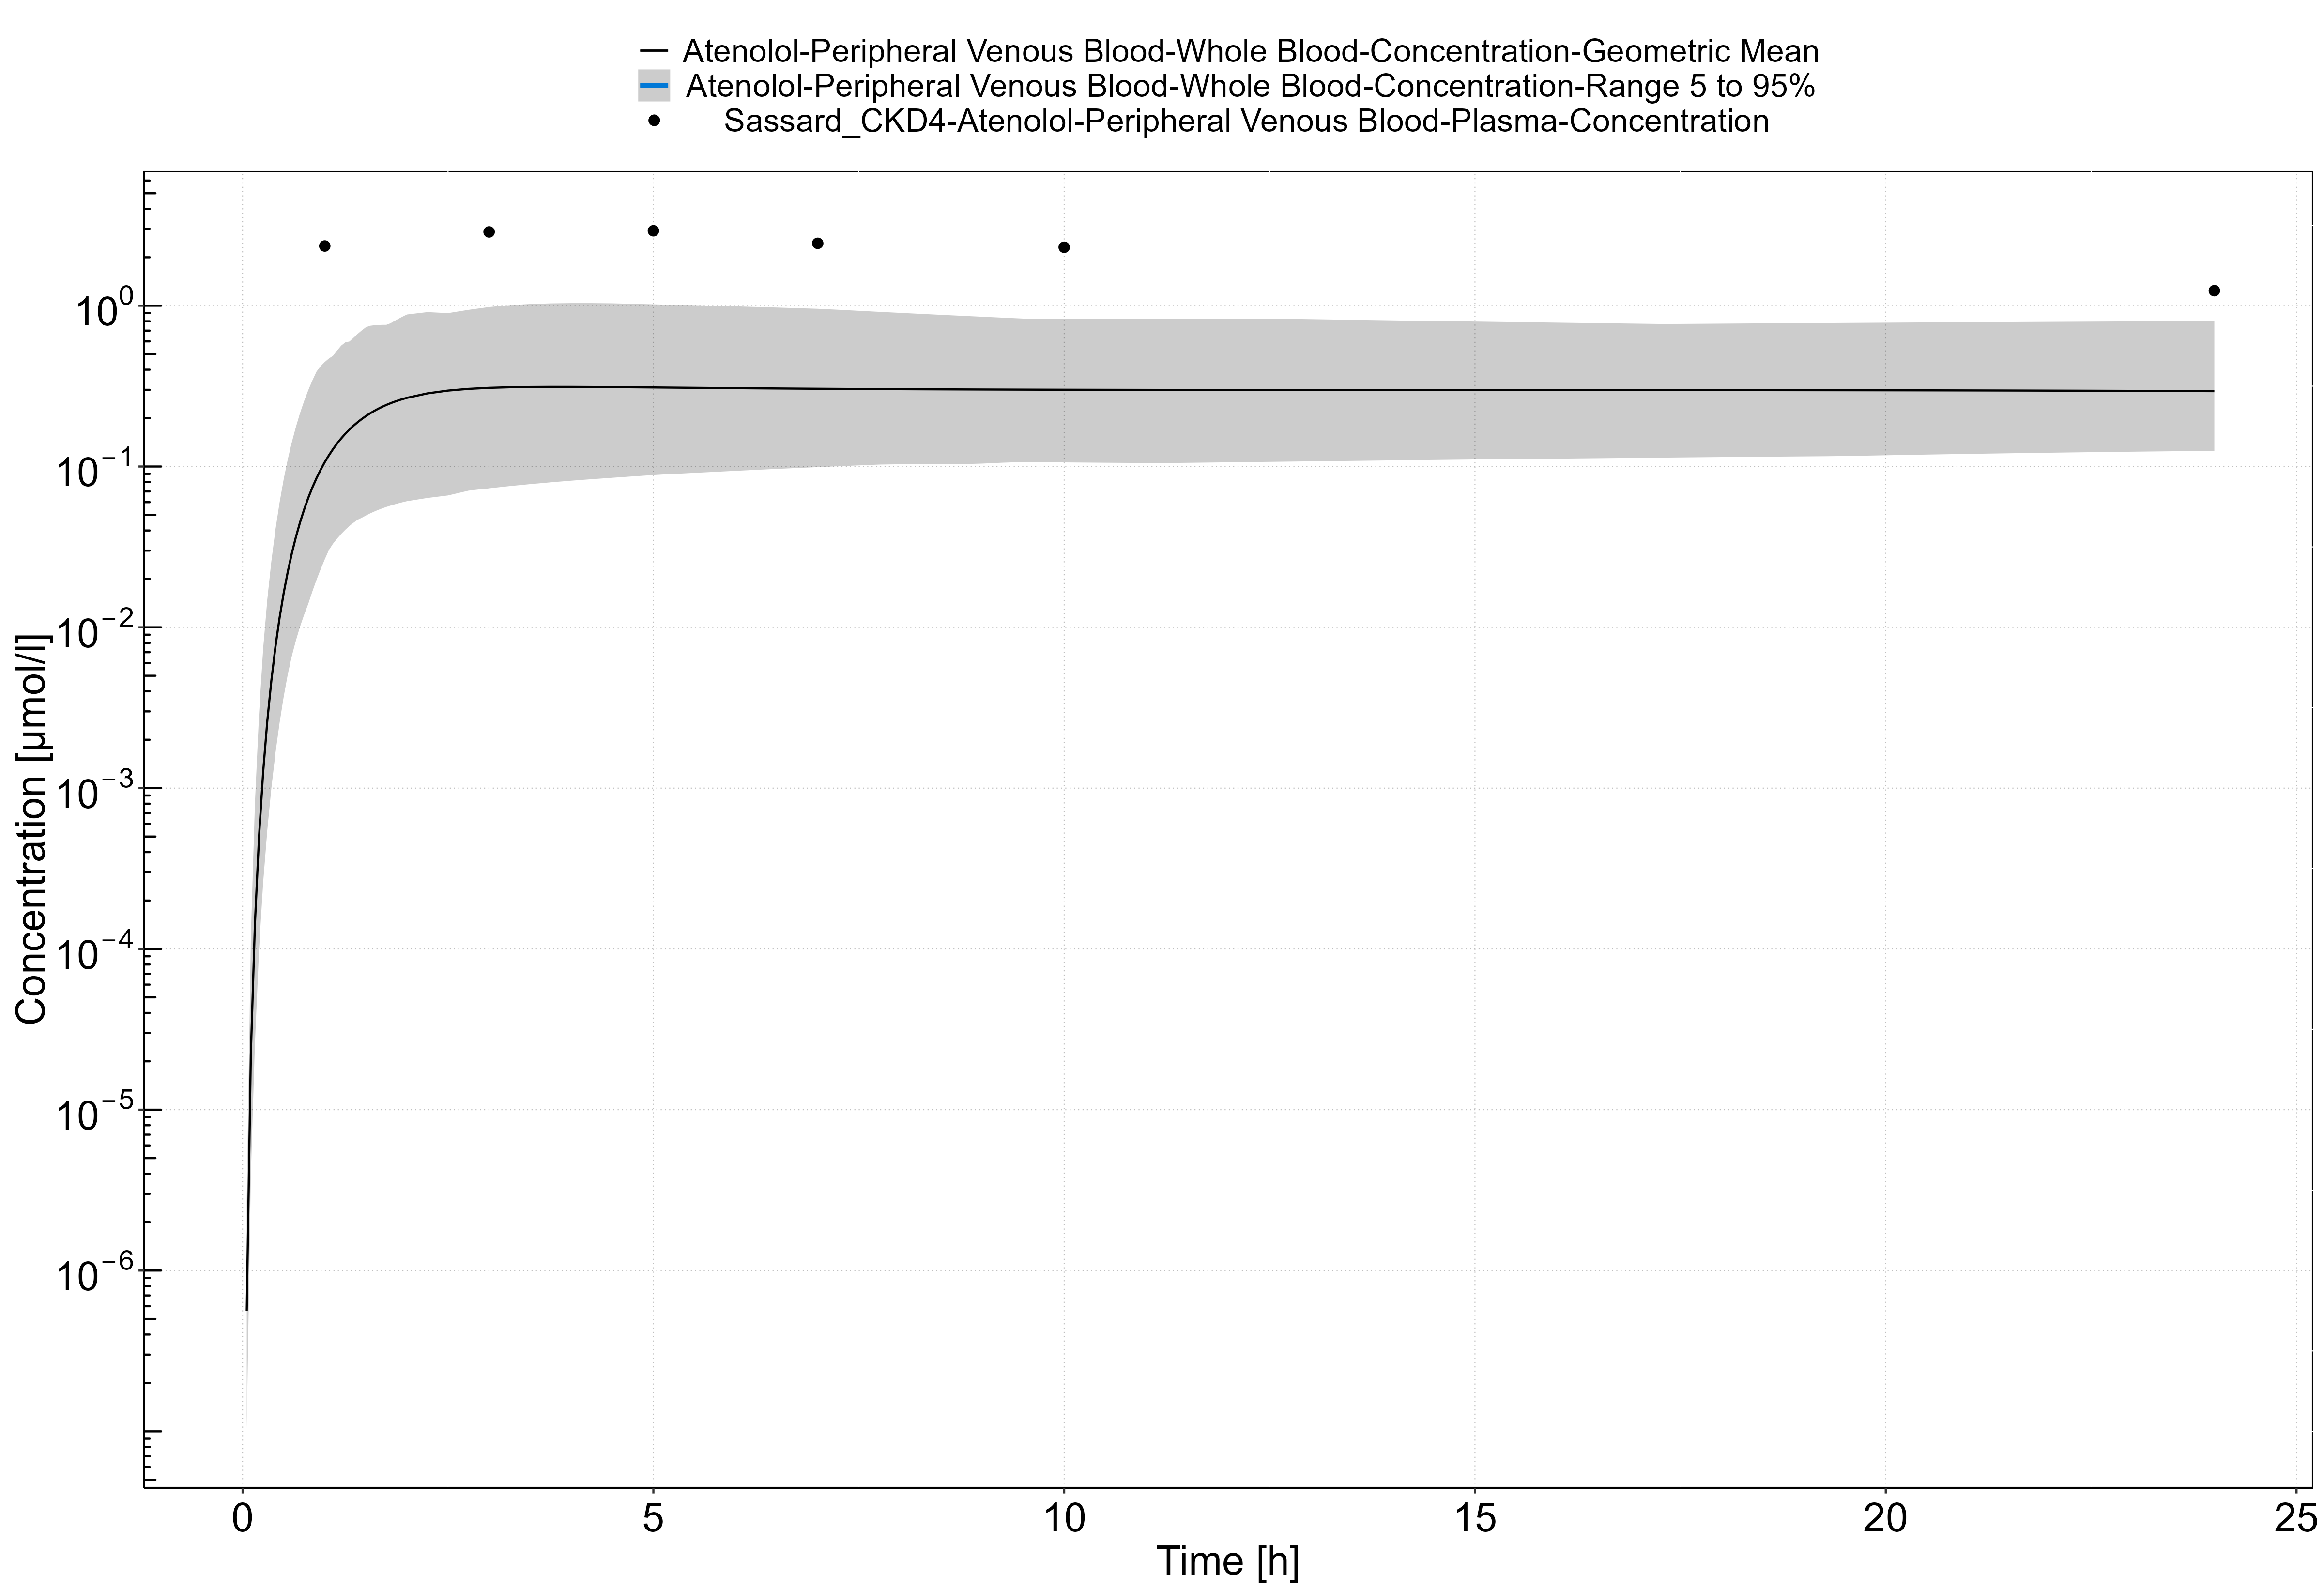 Atenolol-Peripheral Venous Blood-Whole Blood-Concentration-Geometric Mean
Atenolol-Peripheral Venous Blood-Whole Blood-Concentration-Range 5 to 95%
Sassard_CKD4-Atenolol-Peripheral Venous Blood-Plasma-Concentration
Concentration [µmol/l]
10⁰
10⁻¹
10⁻²
10⁻³
10⁻⁴
10⁻⁵
10⁻⁶
0 5 10 15 20 25
Time [h]